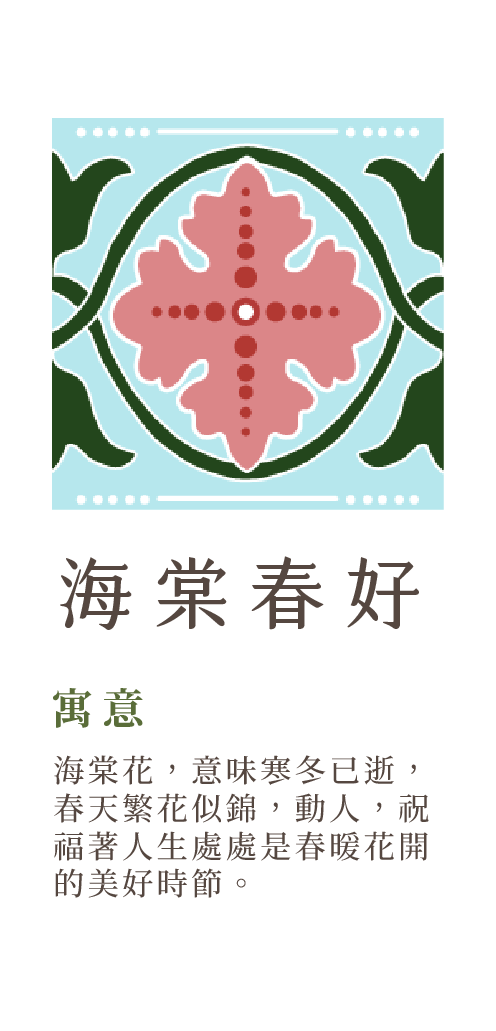 海棠春好
寓意
海棠花，意味寒冬已逝，
春天繁花似錦，動人，祝
福著人生處處是春暖花開
的美好時節。